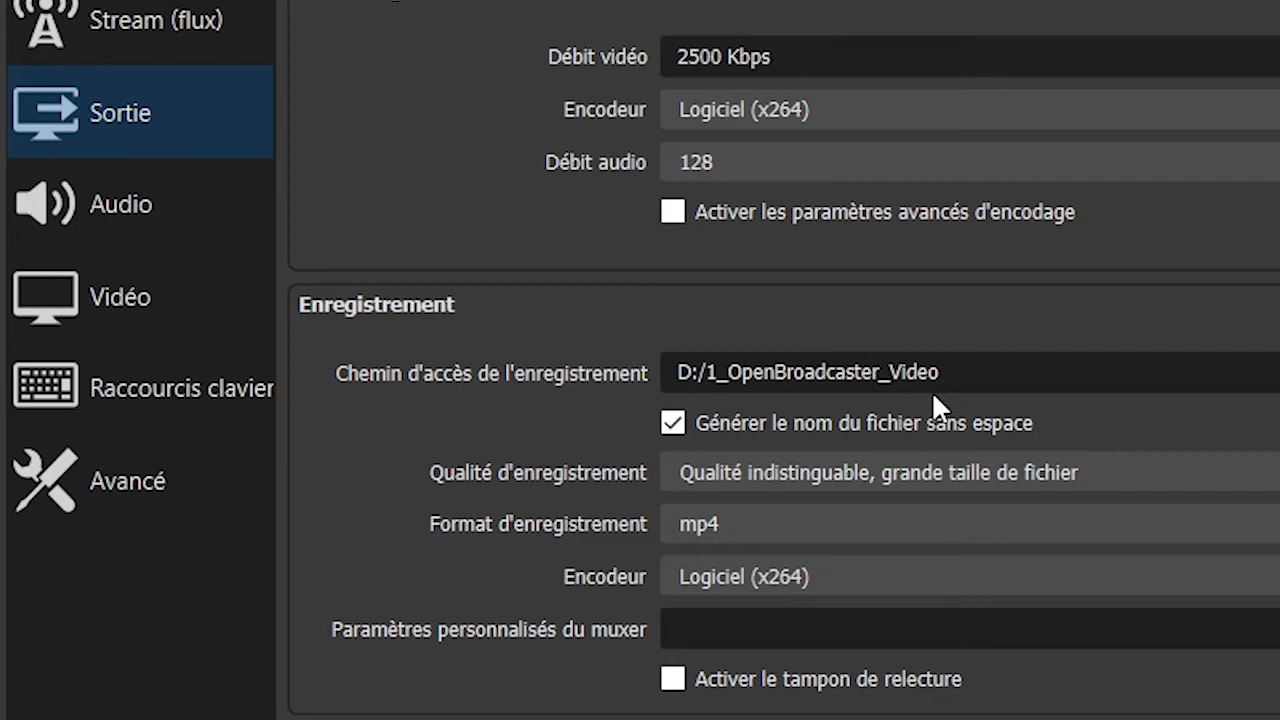 Stream (flux)
Sortie
Audio
Vidéo
Raccourcis clavier
Avancé
Débit vidéo 2500 Kbps
Encodeur Logiciel (x264)
Débit audio 128
Activer les paramètres avancés d'encodage
Enregistrement
Chemin d'accès de l'enregistrement D:/1_OpenBroadcaster_Video
Générer le nom du fichier sans espace
Qualité d'enregistrement Qualité indistinguable, grande taille de fichier
Format d'enregistrement mp4
Encodeur Logiciel (x264)
Paramètres personnalisés du muxer
Activer le tampon de relecture